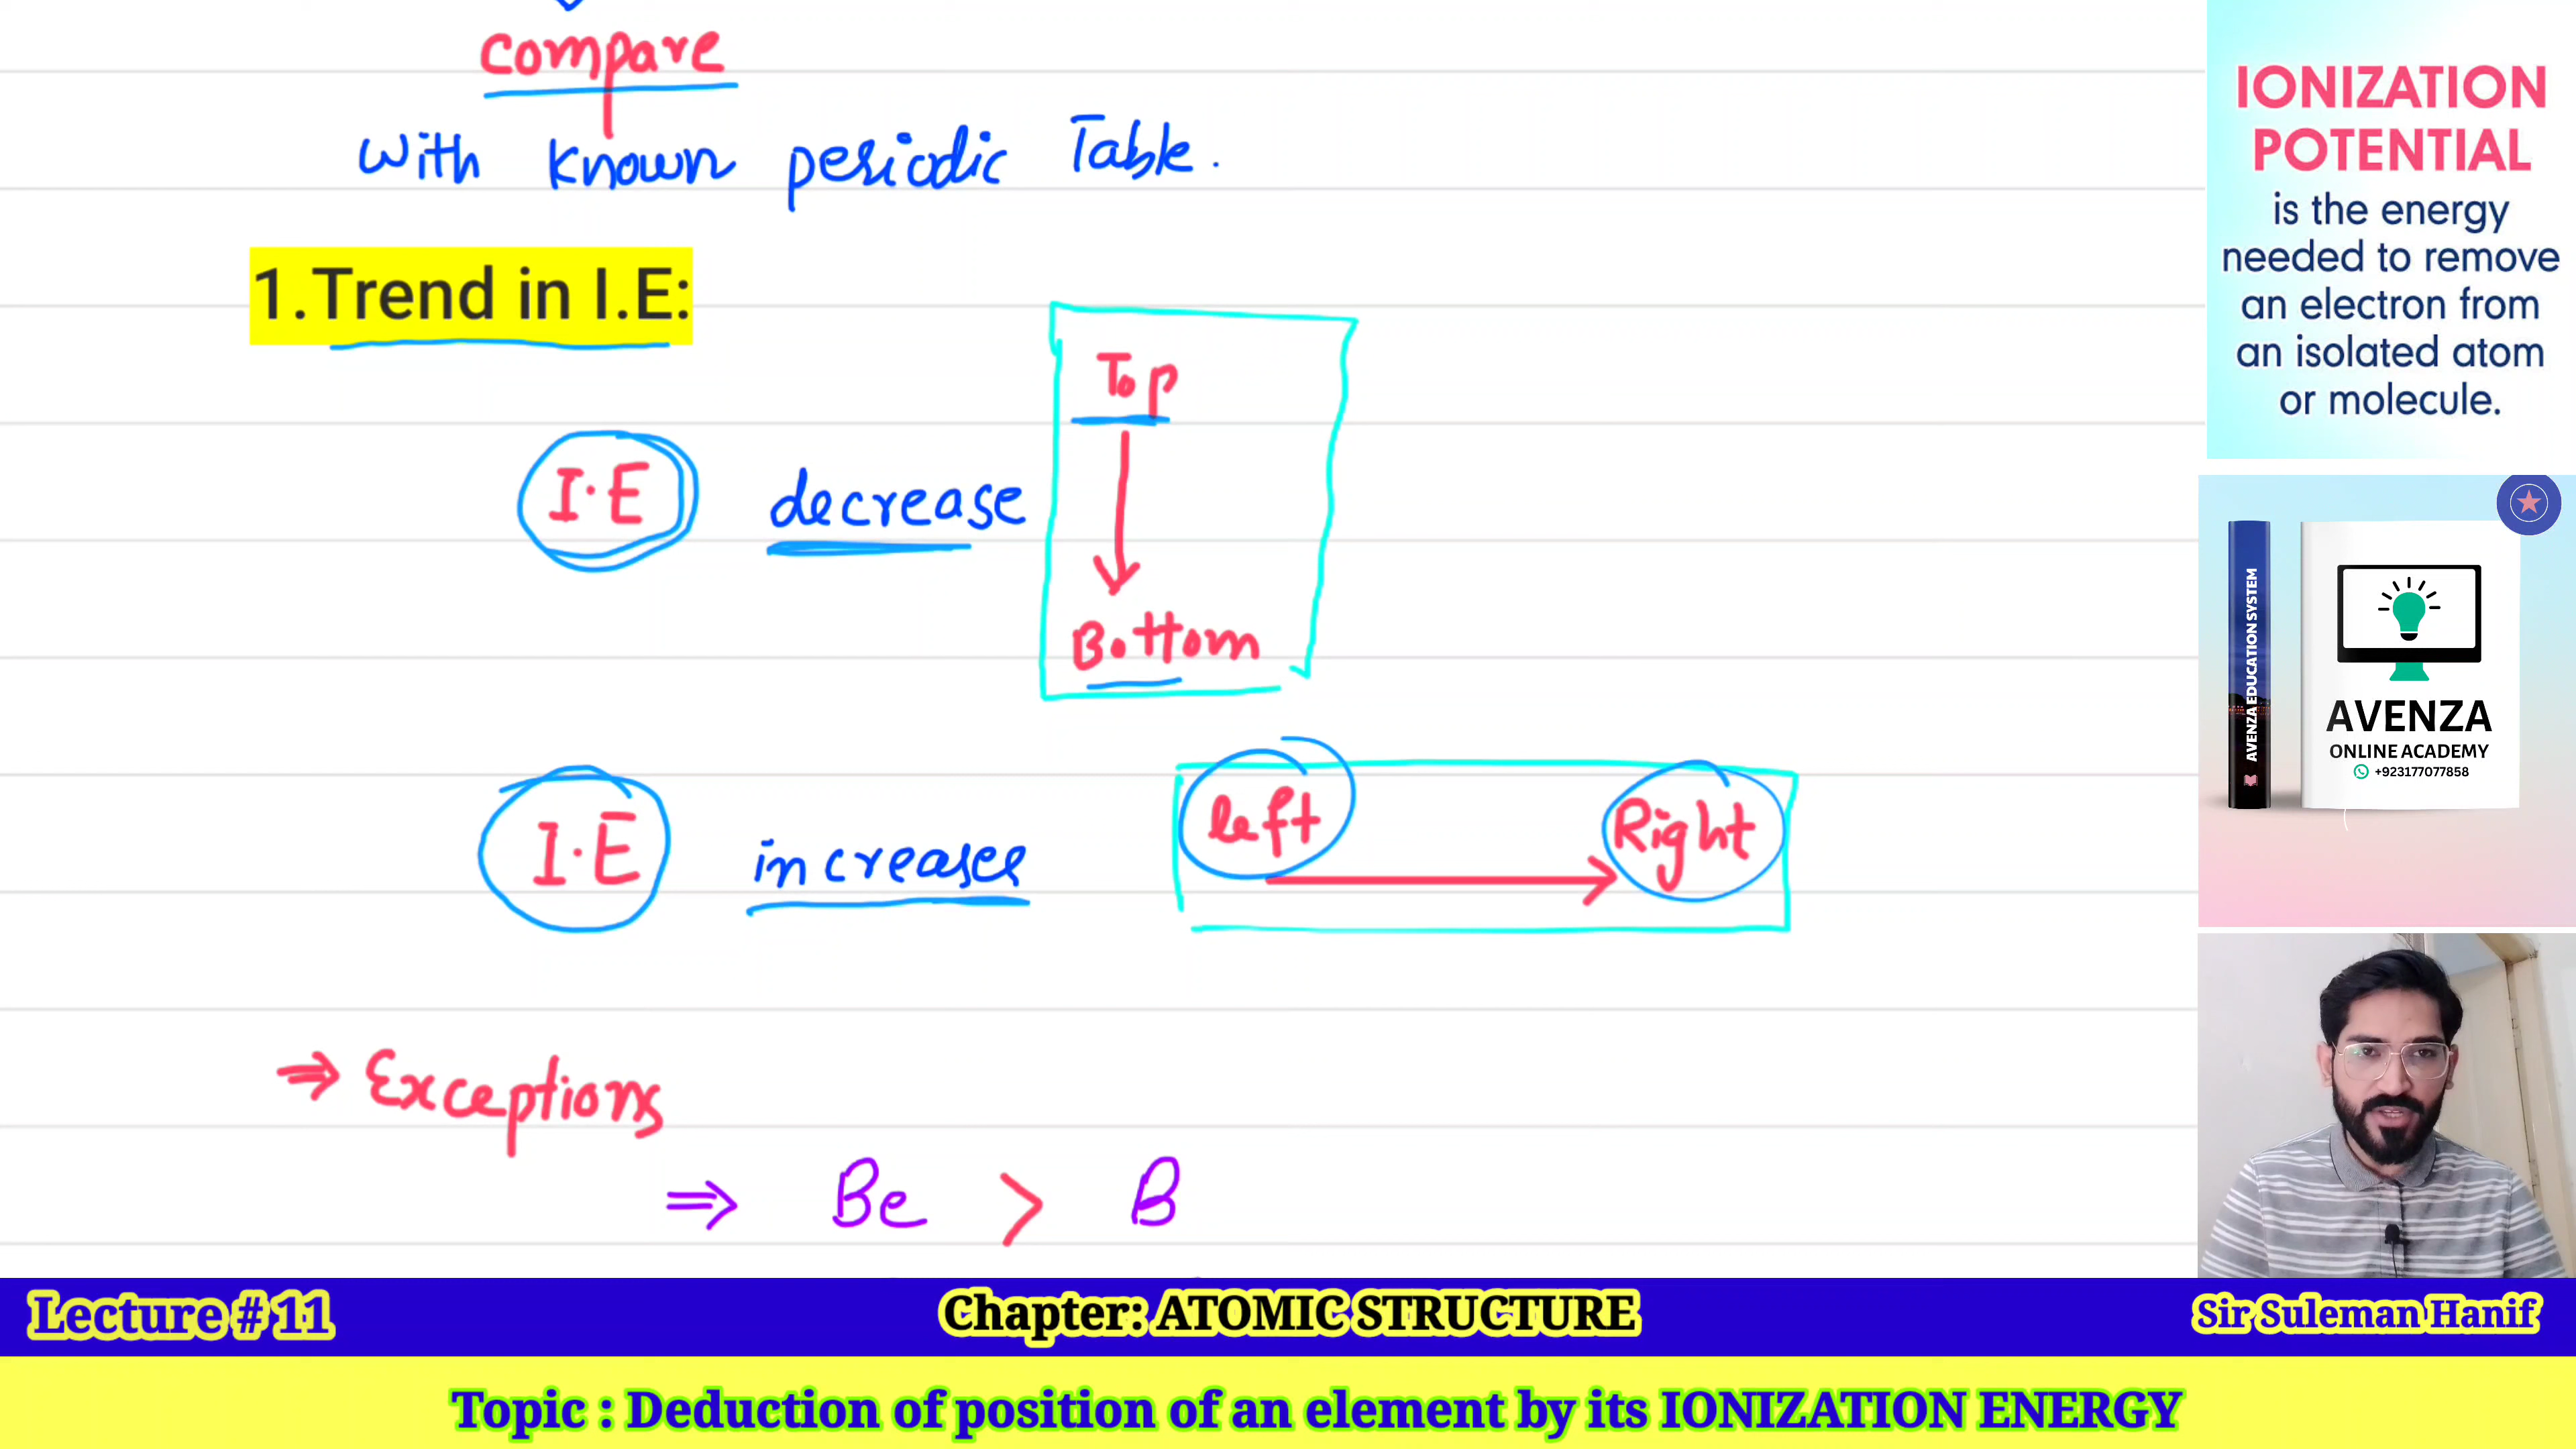 Compare
with known periodic Table.
1.Trend in I.E:
Top
I.E decrease
Bottom
I.E increases left Right
⇒ Exceptions
⇒ Be > B
IONIZATION
POTENTIAL
is the energy
needed to remove
an electron from
an isolated atom
or molecule.
AVENZA EDUCATION SYSTEM
AVENZA
ONLINE ACADEMY
+923177077858
Lecture # 11
Chapter: ATOMIC STRUCTURE
Sir Suleman Hanif
Topic : Deduction of position of an element by its IONIZATION ENERGY